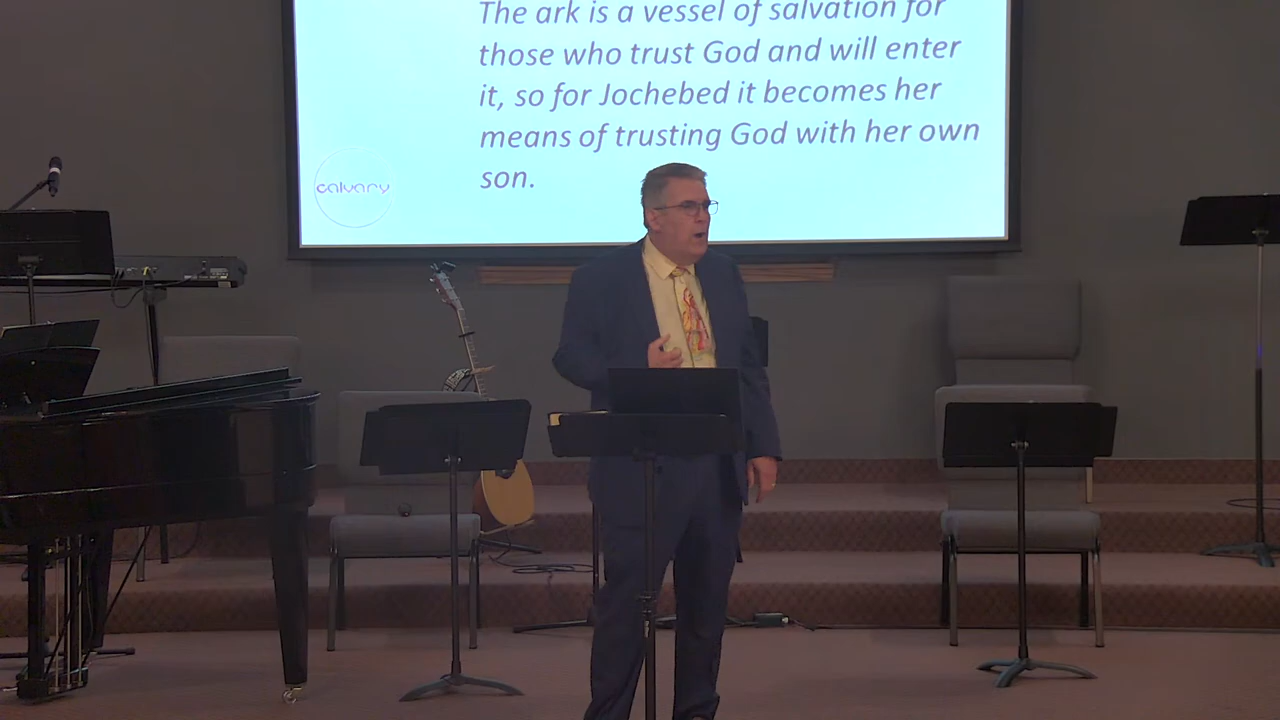 The ark is a vessel of salvation for
those who trust God and will enter
it, so for Jochebed it becomes her
means of trusting God with her own
son.
calvary